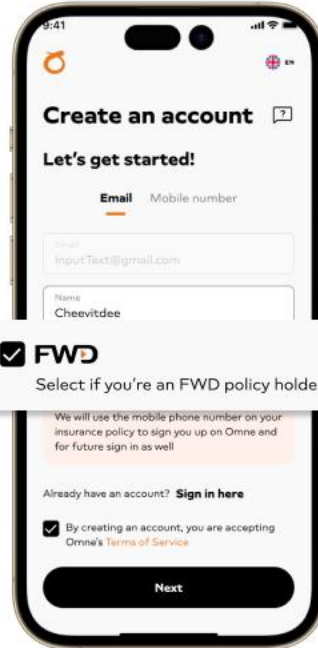 9:41
EN
Create an account
?
Let's get started!
Email Mobile number
Email
InputText@gmail.com
Name
Cheevitdee
FWD
Select if you're an FWD policy holde
We will use the mobile phone number on your
insurance policy to sign you up on Omne and
for future sign in as well
Already have an account? Sign in here
By creating an account, you are accepting
Omne's Terms of Service
Next